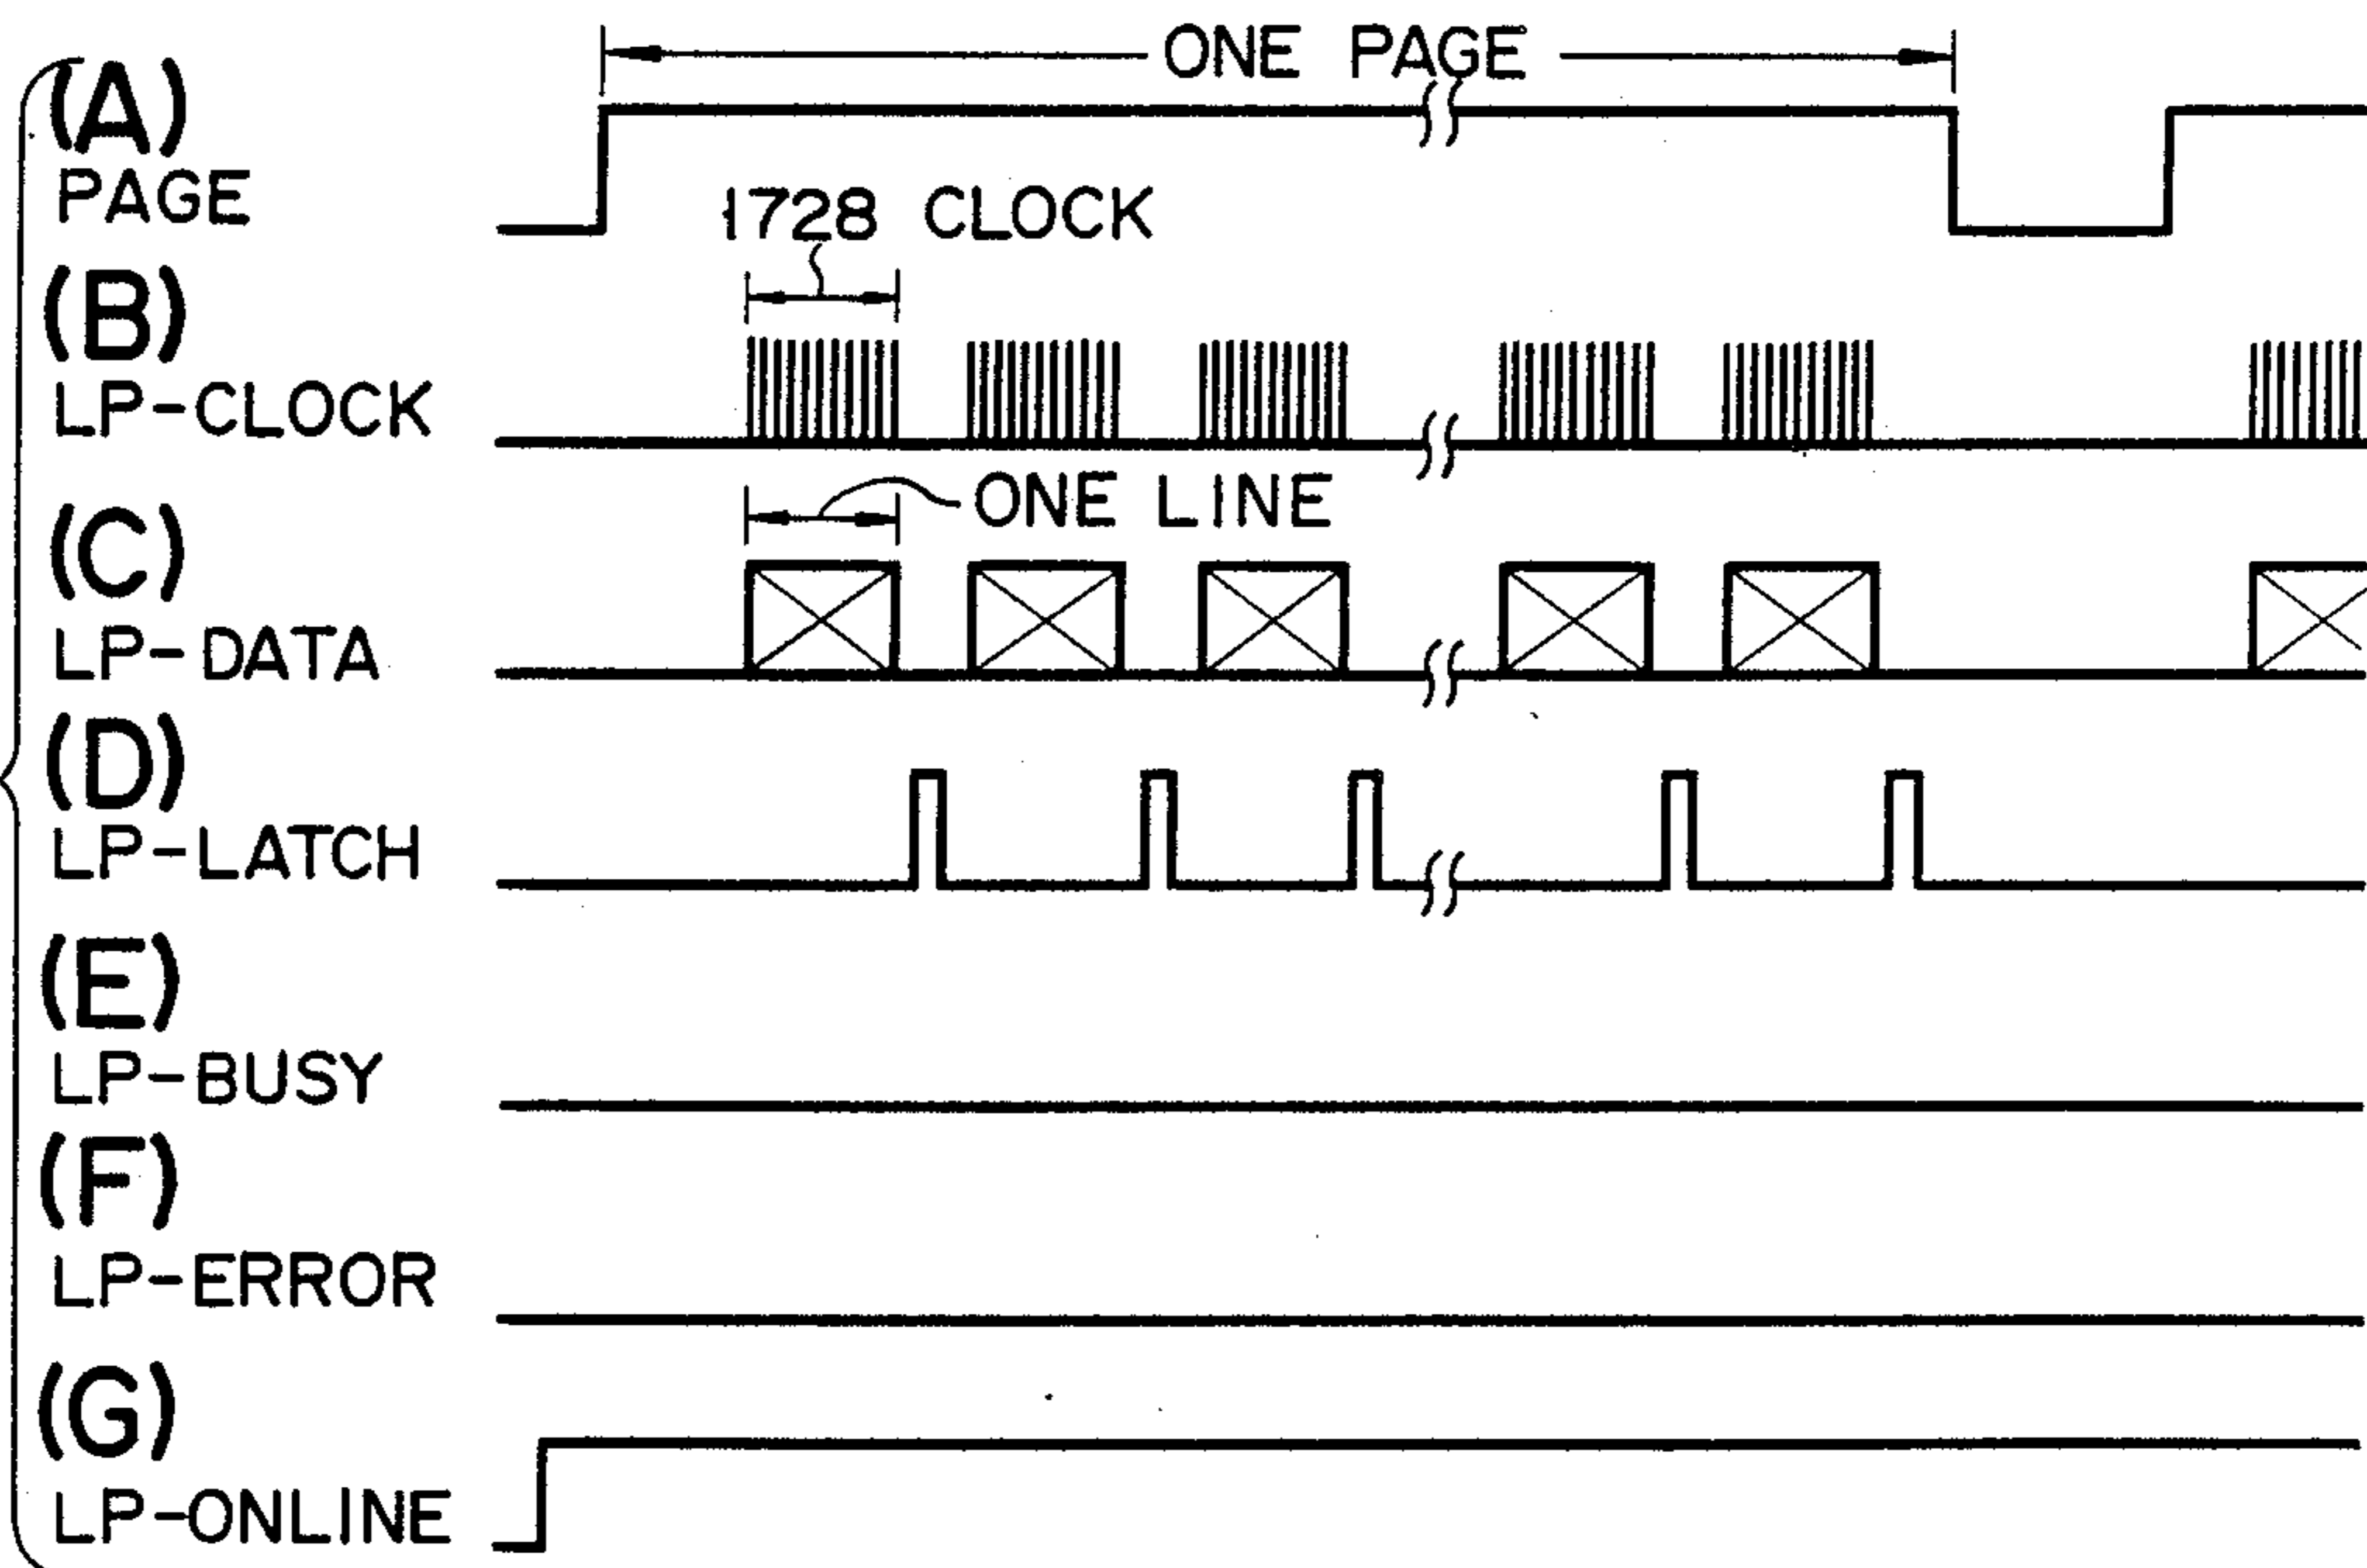 ONE PAGE
(A)
PAGE
1728 CLOCK
(B)
LP-CLOCK
ONE LINE
(C)
LP-DATA
(D)
LP-LATCH
(E)
LP-BUSY
(F)
LP-ERROR
(G)
LP-ONLINE